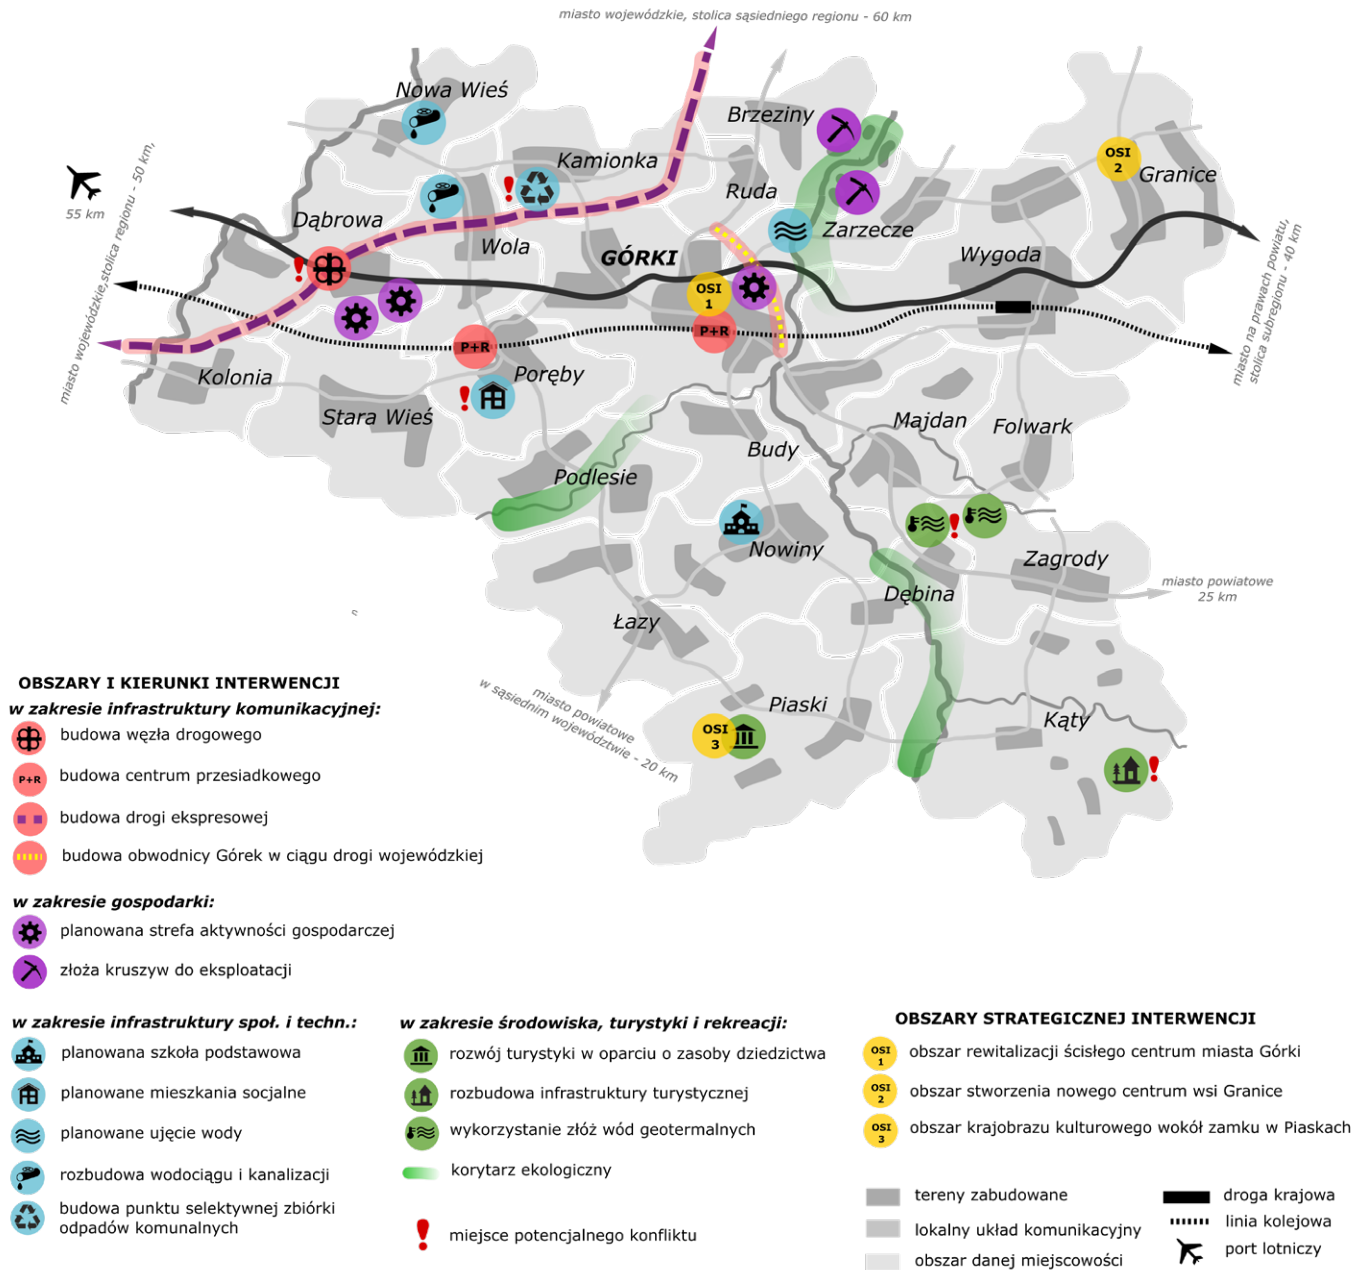 miasto wojewódzkie, stolica sąsiedniego regionu - 60 km
Nowa Wieś
Brzeziny
OSI
2
Kamionka
Granice
Ruda
55 km
Dąbrowa
Zarzecze
Wola
GÓRKI
Wygoda
miasto wojewódzkie, stolica regionu - 50 km,
OSI
1
miasto na prawach powiatu,
stolica subregionu - 40 km
P+R
P+R
Kolonia
Poręby
Stara Wieś
Majdan
Folwark
Budy
Podlesie
Nowiny
Zagrody
miasto powiatowe
25 km
Dębina
n
Łazy
miasto powiatowe
w sąsiednim województwie - 20 km
Piaski
OSI
3
Kąty
OBSZARY I KIERUNKI INTERWENCJI
w zakresie infrastruktury komunikacyjnej:
budowa węzła drogowego
P+R
budowa centrum przesiadkowego
budowa drogi ekspresowej
budowa obwodnicy Górek w ciągu drogi wojewódzkiej
w zakresie gospodarki:
planowana strefa aktywności gospodarczej
złoża kruszyw do eksploatacji
w zakresie infrastruktury społ. i techn.:
planowana szkoła podstawowa
planowane mieszkania socjalne
planowane ujęcie wody
rozbudowa wodociągu i kanalizacji
budowa punktu selektywnej zbiórki
odpadów komunalnych
w zakresie środowiska, turystyki i rekreacji:
rozwój turystyki w oparciu o zasoby dziedzictwa
rozbudowa infrastruktury turystycznej
wykorzystanie złóż wód geotermalnych
korytarz ekologiczny
miejsce potencjalnego konfliktu
OBSZARY STRATEGICZNEJ INTERWENCJI
OSI
1
obszar rewitalizacji ścisłego centrum miasta Górki
OSI
2
obszar stworzenia nowego centrum wsi Granice
OSI
3
obszar krajobrazu kulturowego wokół zamku w Piaskach
tereny zabudowane
lokalny układ komunikacyjny
obszar danej miejscowości
droga krajowa
linia kolejowa
port lotniczy